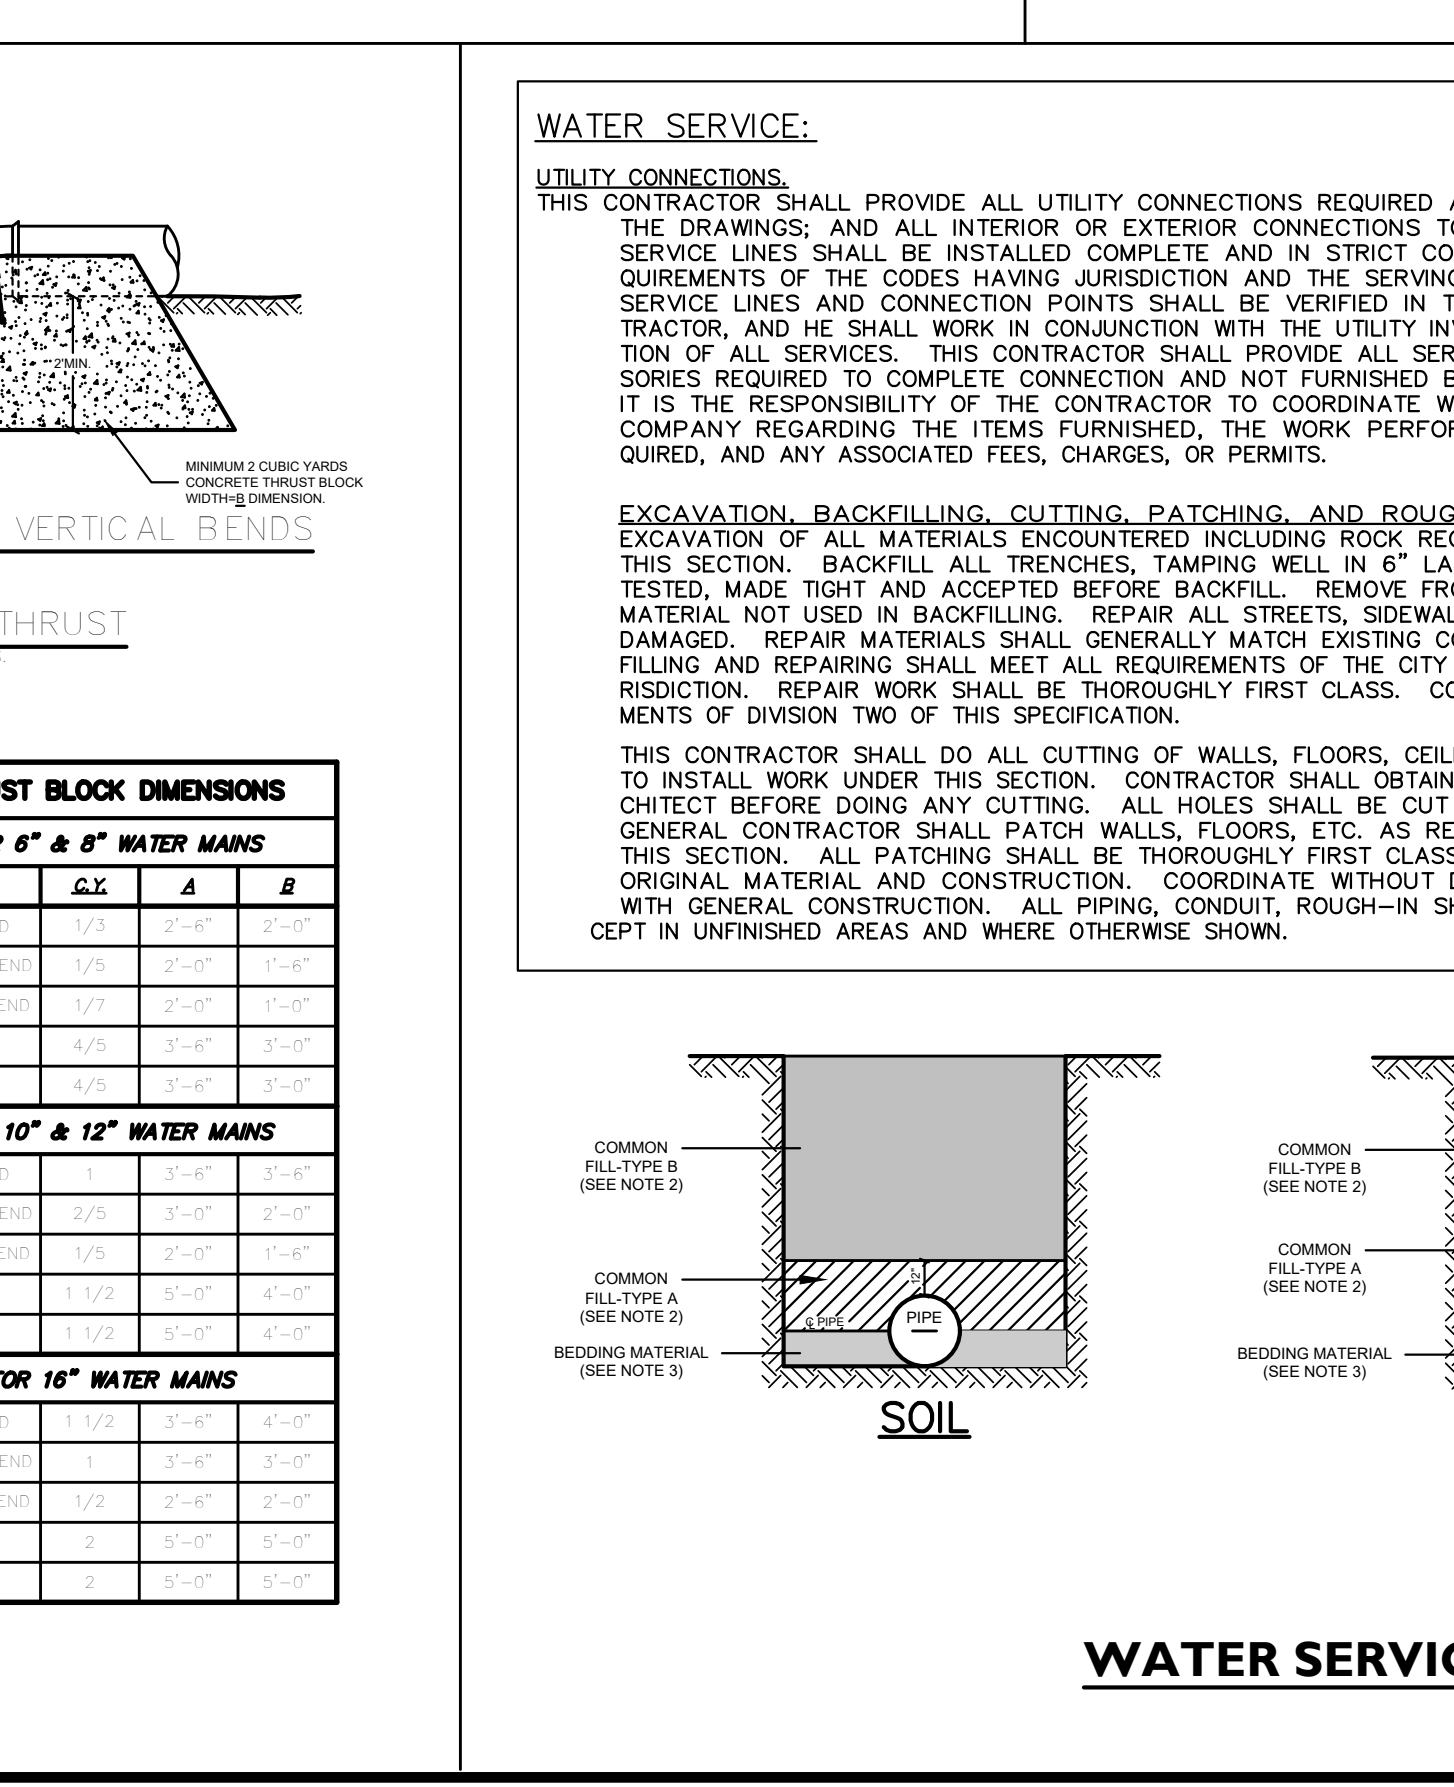 2'MIN.
MINIMUM 2 CUBIC YARDS
CONCRETE THRUST BLOCK
WIDTH=B DIMENSION.
VERTICAL BENDS
THRUST
BLOCK DIMENSIONS
6" & 8" WATER MAINS
C.Y. A B
1/3 2'-6" 2'-0"
1/5 2'-0" 1'-6"
1/7 2'-0" 1'-0"
4/5 3'-6" 3'-0"
4/5 3'-6" 3'-0"
10" & 12" WATER MAINS
1 3'-6" 3'-6"
2/5 3'-0" 2'-0"
1/5 2'-0" 1'-6"
1 1/2 5'-0" 4'-0"
1 1/2 5'-0" 4'-0"
16" WATER MAINS
1 1/2 3'-6" 4'-0"
1 3'-6" 3'-0"
1/2 2'-6" 2'-0"
2 5'-0" 5'-0"
2 5'-0" 5'-0"
WATER SERVICE:
UTILITY CONNECTIONS.
THIS CONTRACTOR SHALL PROVIDE ALL UTILITY CONNECTIONS REQUIRED
THE DRAWINGS; AND ALL INTERIOR OR EXTERIOR CONNECTIONS TO
SERVICE LINES SHALL BE INSTALLED COMPLETE AND IN STRICT CO
QUIREMENTS OF THE CODES HAVING JURISDICTION AND THE SERVING
SERVICE LINES AND CONNECTION POINTS SHALL BE VERIFIED IN
TRACTOR, AND HE SHALL WORK IN CONJUNCTION WITH THE UTILITY
TION OF ALL SERVICES. THIS CONTRACTOR SHALL PROVIDE ALL SER
SORIES REQUIRED TO COMPLETE CONNECTION AND NOT FURNISHED
IT IS THE RESPONSIBILITY OF THE CONTRACTOR TO COORDINATE
COMPANY REGARDING THE ITEMS FURNISHED, THE WORK PERFO
QUIRED, AND ANY ASSOCIATED FEES, CHARGES, OR PERMITS.
EXCAVATION, BACKFILLING, CUTTING, PATCHING, AND ROUG
EXCAVATION OF ALL MATERIALS ENCOUNTERED INCLUDING ROCK
THIS SECTION. BACKFILL ALL TRENCHES, TAMPING WELL IN 6" LA
TESTED, MADE TIGHT AND ACCEPTED BEFORE BACKFILL. REMOVE
MATERIAL NOT USED IN BACKFILLING. REPAIR ALL STREETS, SIDEWAL
DAMAGED. REPAIR MATERIALS SHALL GENERALLY MATCH EXISTING
FILLING AND REPAIRING SHALL MEET ALL REQUIREMENTS OF THE CITY
RISDICTION. REPAIR WORK SHALL BE THOROUGHLY FIRST CLASS.
MENTS OF DIVISION TWO OF THIS SPECIFICATION.
THIS CONTRACTOR SHALL DO ALL CUTTING OF WALLS, FLOORS, CEIL
TO INSTALL WORK UNDER THIS SECTION. CONTRACTOR SHALL OBTAIN
CHITECT BEFORE DOING ANY CUTTING. ALL HOLES SHALL BE CUT
GENERAL CONTRACTOR SHALL PATCH WALLS, FLOORS, ETC. AS RE
THIS SECTION. ALL PATCHING SHALL BE THOROUGHLY FIRST CLASS
ORIGINAL MATERIAL AND CONSTRUCTION. COORDINATE WITHOUT
WITH GENERAL CONSTRUCTION. ALL PIPING, CONDUIT, ROUGH-IN
CEPT IN UNFINISHED AREAS AND WHERE OTHERWISE SHOWN.
COMMON
FILL-TYPE B
(SEE NOTE 2)
COMMON
FILL-TYPE A
(SEE NOTE 2)
BEDDING MATERIAL
(SEE NOTE 3)
12"
℄ PIPE
PIPE
SOIL
COMMON
FILL-TYPE B
(SEE NOTE 2)
COMMON
FILL-TYPE A
(SEE NOTE 2)
BEDDING MATERIAL
(SEE NOTE 3)
WATER SERVIC